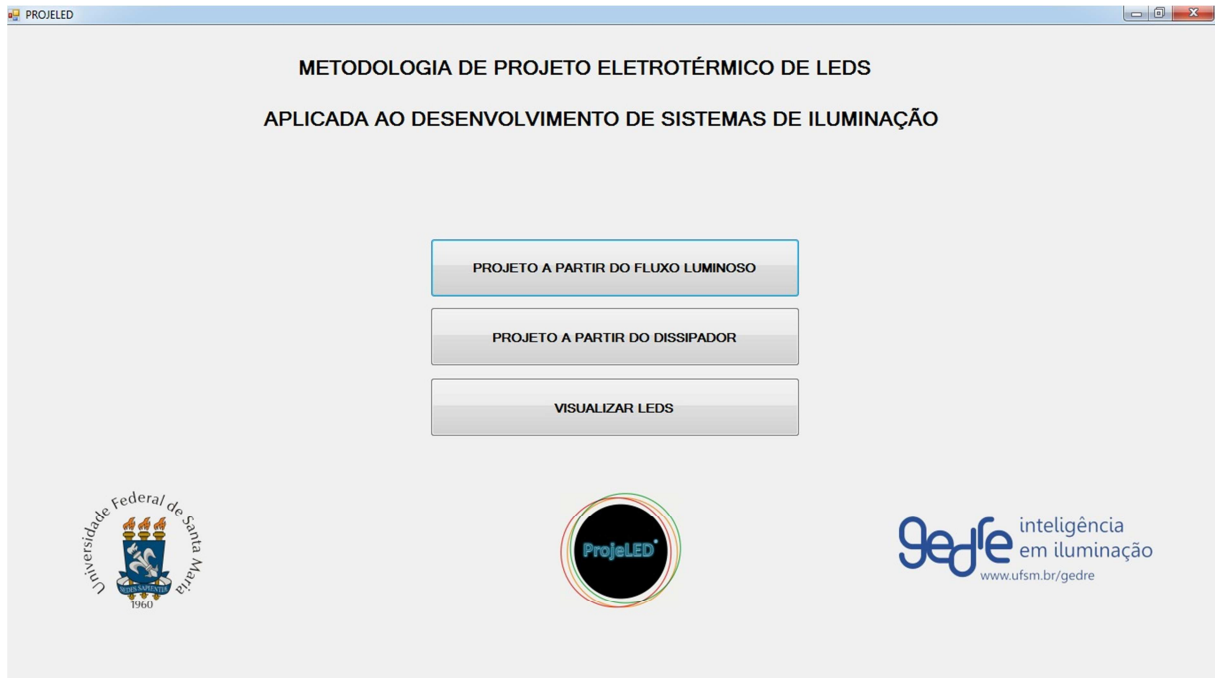 PROJELED
METODOLOGIA DE PROJETO ELETROTÉRMICO DE LEDS
APLICADA AO DESENVOLVIMENTO DE SISTEMAS DE ILUMINAÇÃO
PROJETO A PARTIR DO FLUXO LUMINOSO
PROJETO A PARTIR DO DISSIPADOR
VISUALIZAR LEDS
Universidade Federal de Santa Maria
SEDES SAPIENTIAE
1960
ProjeLED
gedre
inteligência
em iluminação
www.ufsm.br/gedre